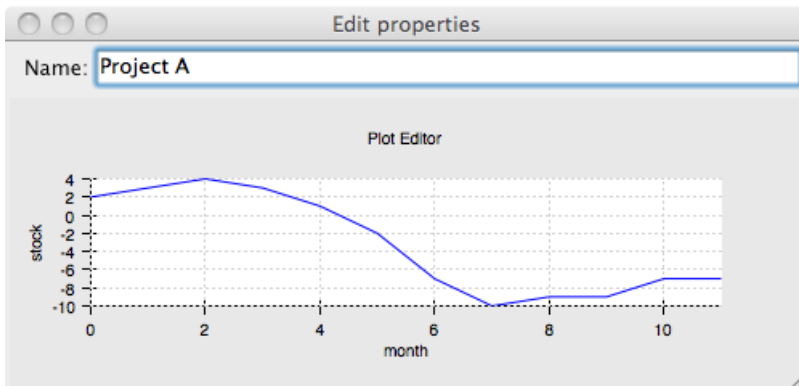 Edit properties
Name: Project A
Plot Editor
4
2
0
-2
-4
-6
-8
-10
stock
0 2 4 6 8 10
month